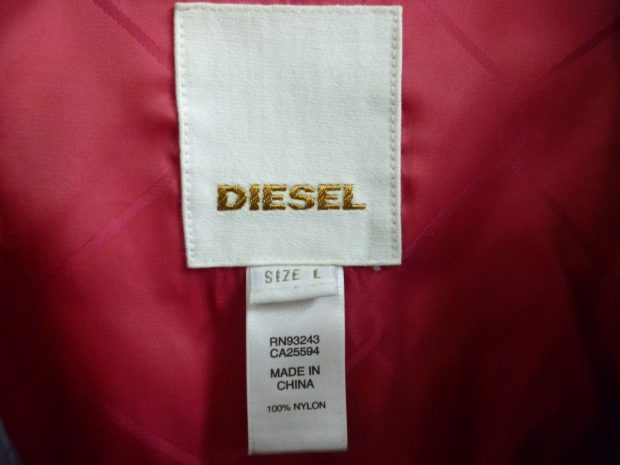 DIESEL
SIZE L
RN93243
CA25594
MADE IN
CHINA
100% NYLON